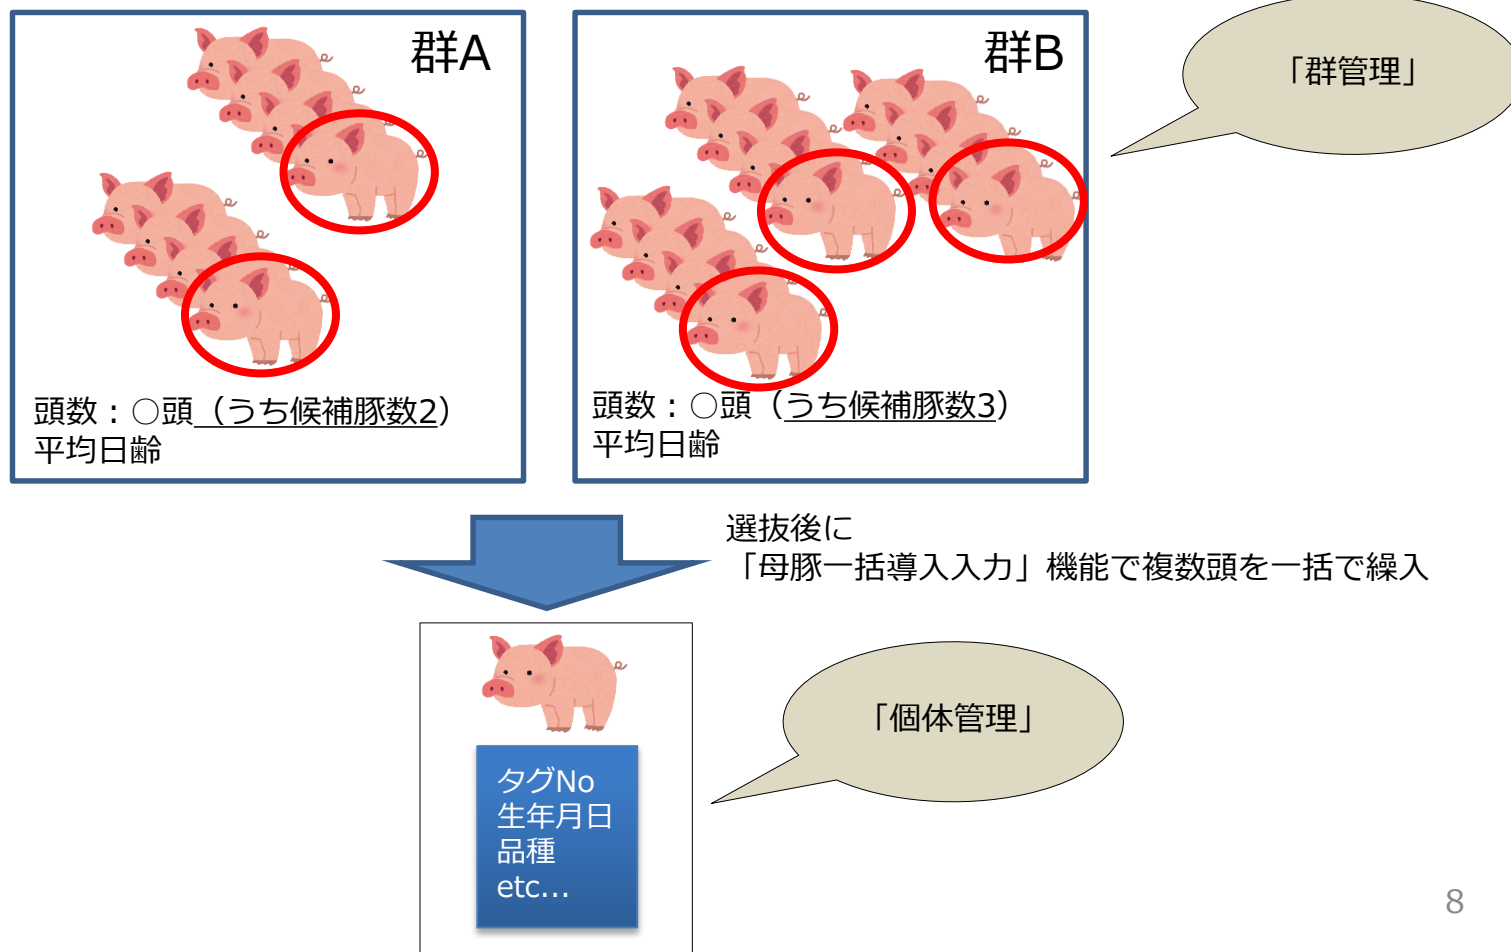 群A
頭数：○頭（うち候補豚数2）
平均日齢
群B
頭数：○頭（うち候補豚数3）
平均日齢
「群管理」
選抜後に
「母豚一括導入入力」機能で複数頭を一括で繰入
タグNo
生年月日
品種
etc…
「個体管理」
8